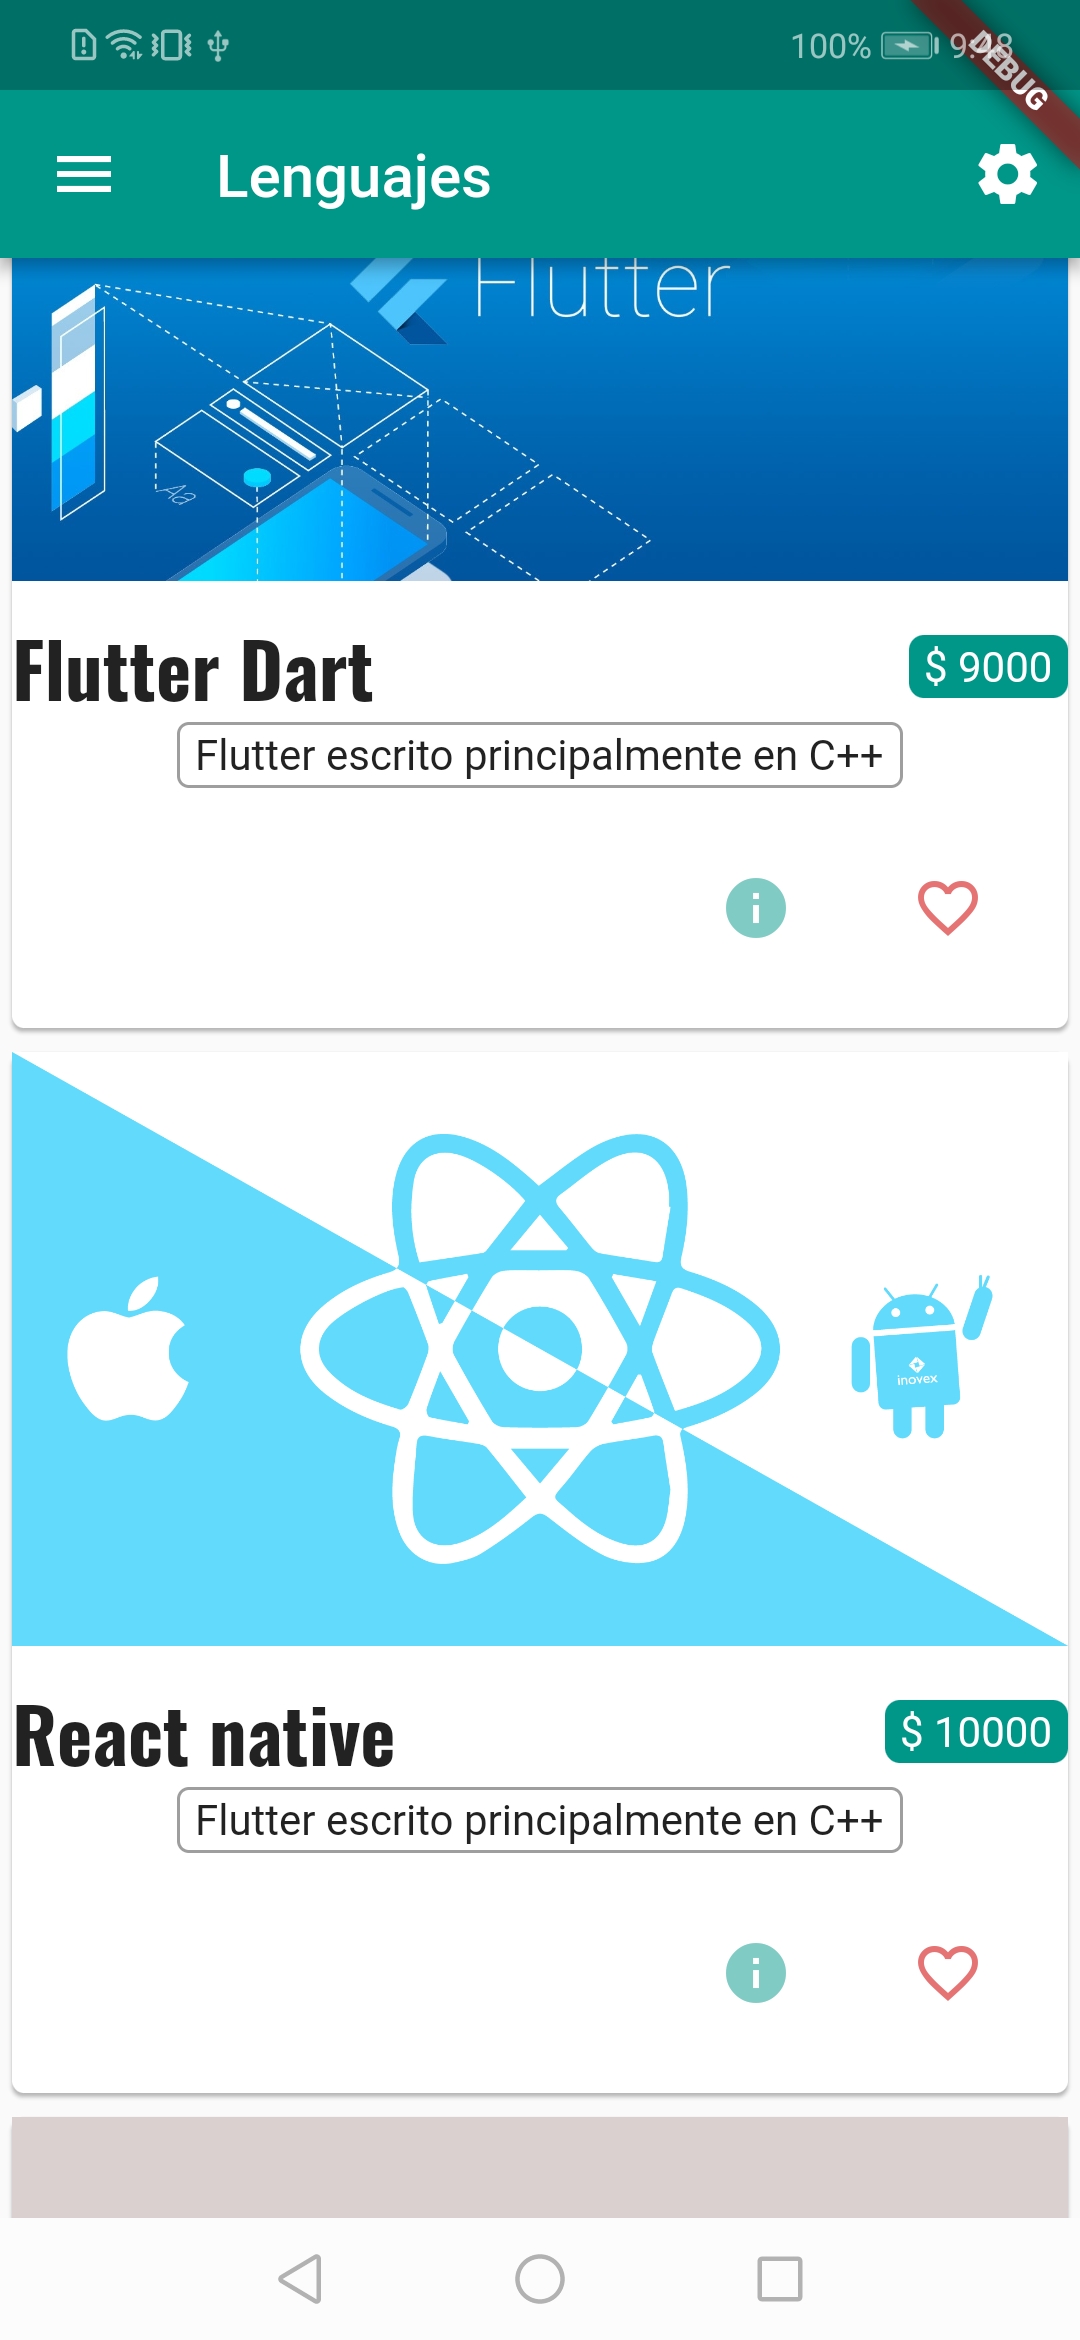 100%
DEBUG
Lenguajes
Flutter
Aa
Flutter Dart
$ 9000
Flutter escrito principalmente en C++
inovex
React native
$ 10000
Flutter escrito principalmente en C++